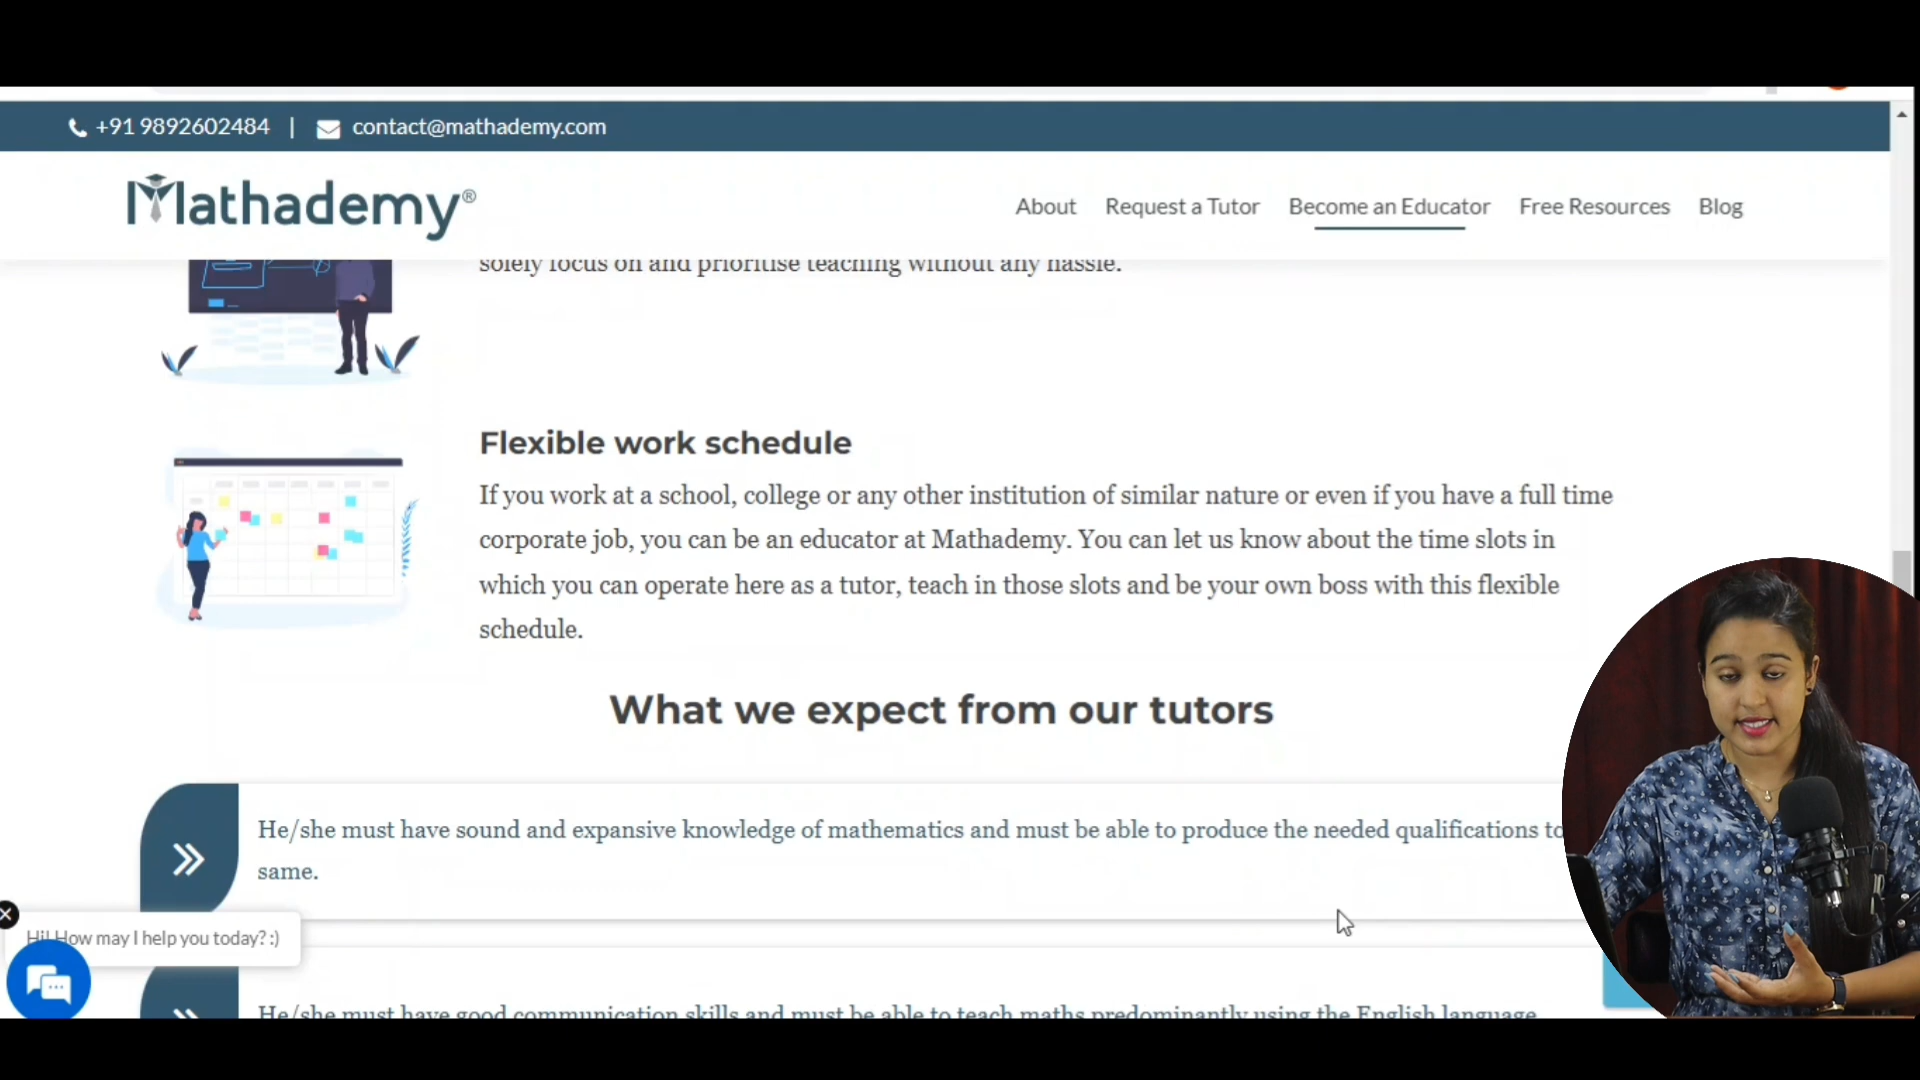 +91 9892602484 | contact@mathademy.com
Mathademy®
About Request a Tutor Become an Educator Free Resources Blog
solely focus on and prioritise teaching without any hassle.
Flexible work schedule
If you work at a school, college or any other institution of similar nature or even if you have a full time
corporate job, you can be an educator at Mathademy. You can let us know about the time slots in
which you can operate here as a tutor, teach in those slots and be your own boss with this flexible
schedule.
What we expect from our tutors
He/she must have sound and expansive knowledge of mathematics and must be able to produce the needed qualifications to
same.
Hi! How may I help you today? :)
He/she must have good communication skills and must be able to teach maths predominantly using the English language